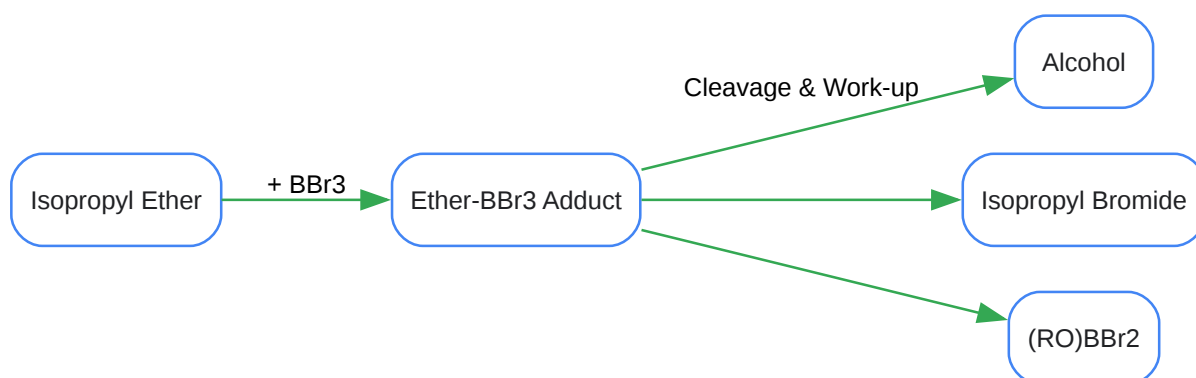 Isopropyl Ether
+ BBr3
Ether-BBr3 Adduct
Cleavage & Work-up
Alcohol
Isopropyl Bromide
(RO)BBr2